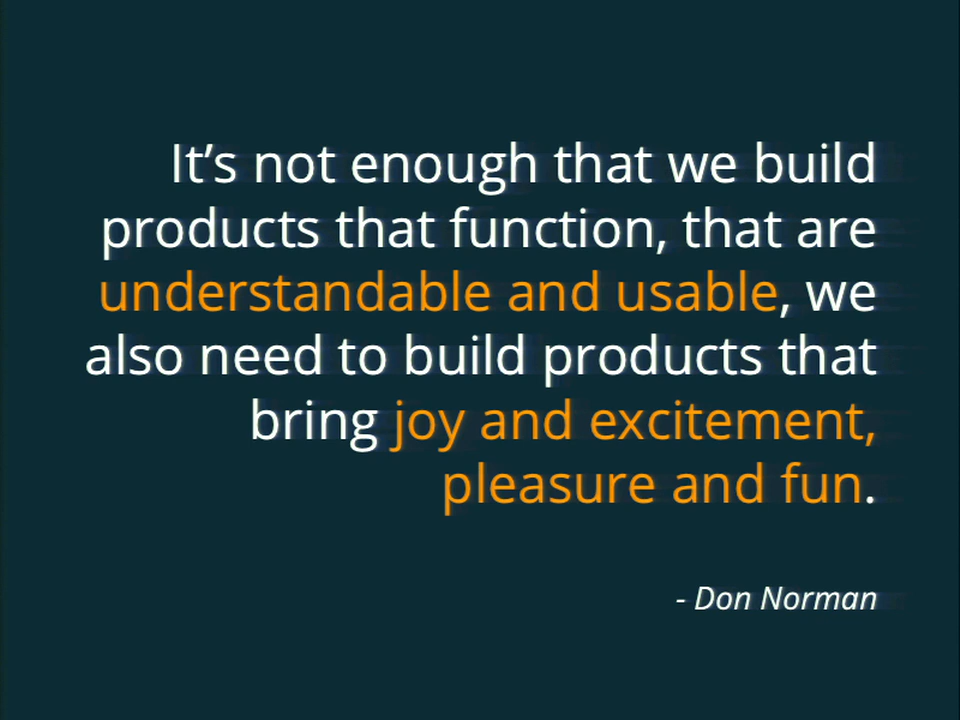 It’s not enough that we build
products that function, that are
understandable and usable, we
also need to build products that
bring joy and excitement,
pleasure and fun.
- Don Norman